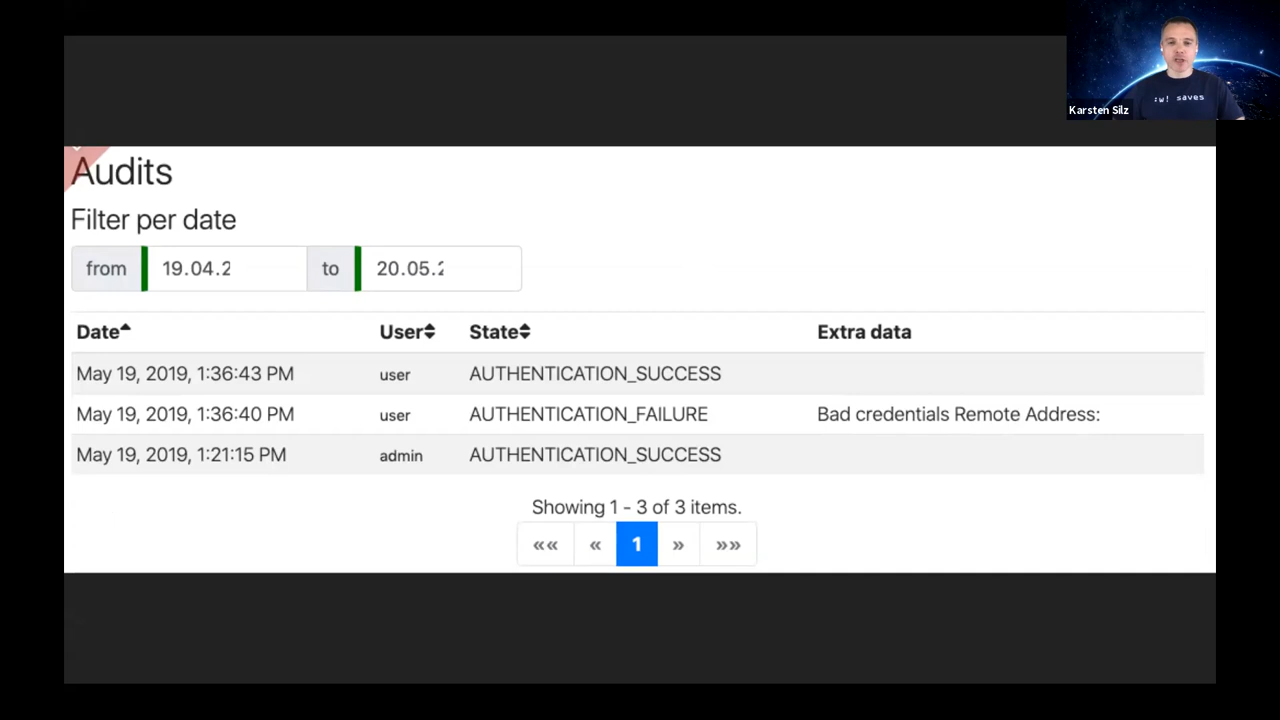 Karsten Silz
:w! saves
Audits
Filter per date
from 19.04.2 to 20.05.2
Date User State Extra data
May 19, 2019, 1:36:43 PM user AUTHENTICATION_SUCCESS
May 19, 2019, 1:36:40 PM user AUTHENTICATION_FAILURE Bad credentials Remote Address:
May 19, 2019, 1:21:15 PM admin AUTHENTICATION_SUCCESS
Showing 1 - 3 of 3 items.
«« « 1 » »»